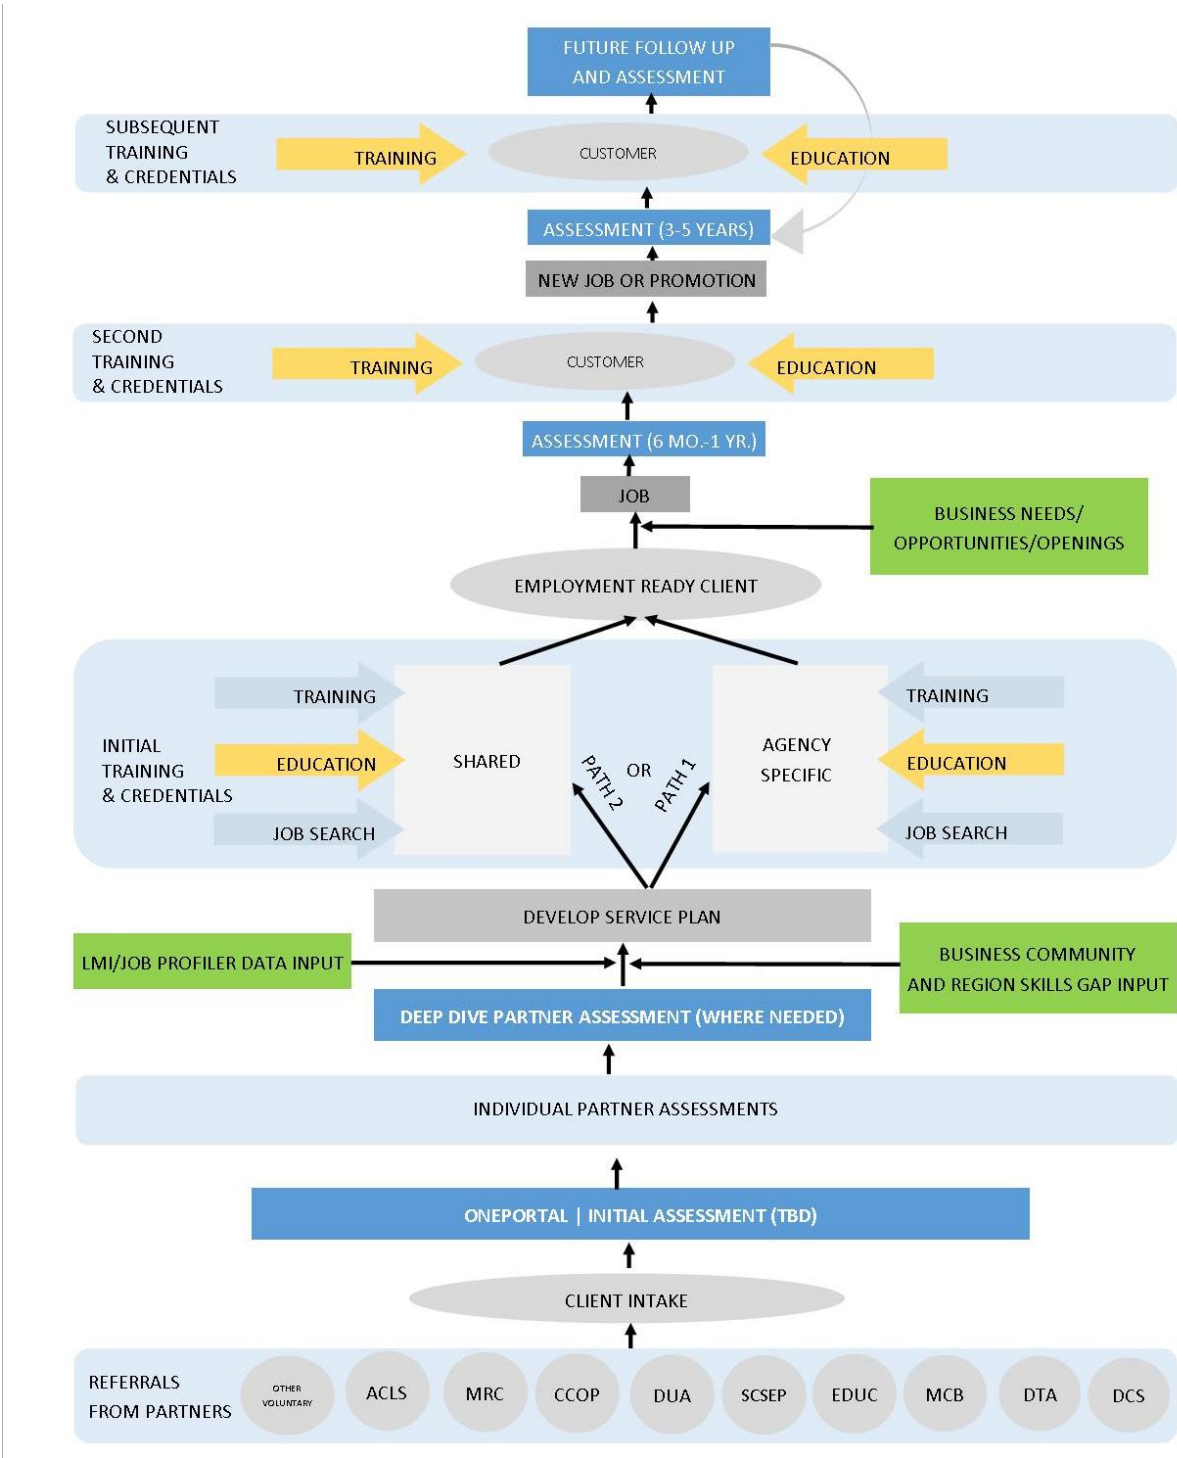 FUTURE FOLLOW UP
AND ASSESSMENT
SUBSEQUENT
TRAINING
& CREDENTIALS
TRAINING
CUSTOMER
EDUCATION
ASSESSMENT (3-5 YEARS)
NEW JOB OR PROMOTION
SECOND
TRAINING
& CREDENTIALS
TRAINING
CUSTOMER
EDUCATION
ASSESSMENT (6 MO.-1 YR.)
JOB
BUSINESS NEEDS/
OPPORTUNITIES/OPENINGS
EMPLOYMENT READY CLIENT
INITIAL
TRAINING
& CREDENTIALS
TRAINING
EDUCATION
JOB SEARCH
SHARED
PATH 2
OR
PATH 1
AGENCY
SPECIFIC
TRAINING
EDUCATION
JOB SEARCH
DEVELOP SERVICE PLAN
LMI/JOB PROFILER DATA INPUT
BUSINESS COMMUNITY
AND REGION SKILLS GAP INPUT
DEEP DIVE PARTNER ASSESSMENT (WHERE NEEDED)
INDIVIDUAL PARTNER ASSESSMENTS
ONEPORTAL | INITIAL ASSESSMENT (TBD)
CLIENT INTAKE
REFERRALS
FROM PARTNERS
OTHER
VOLUNTARY
ACLS
MRC
CCOP
DUA
SCSEP
EDUC
MCB
DTA
DCS